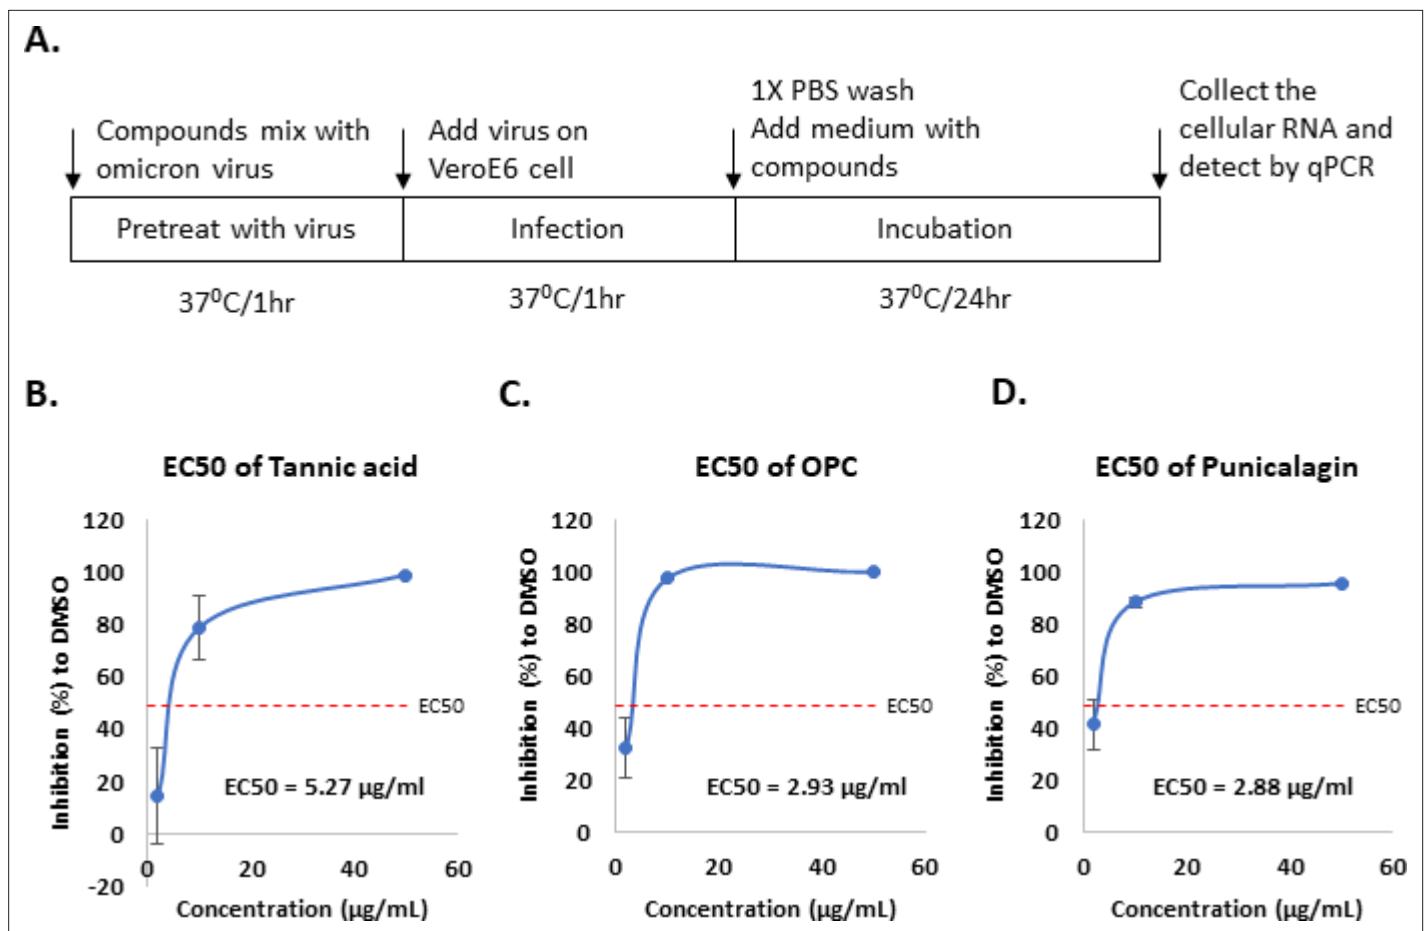 A.
Compounds mix with
omicron virus
Add virus on
VeroE6 cell
1X PBS wash
Add medium with
compounds
Collect the
cellular RNA and
detect by qPCR
Pretreat with virus
Infection
Incubation
37⁰C/1hr
37⁰C/1hr
37⁰C/24hr
B.
EC50 of Tannic acid
Inhibition (%) to DMSO
120
100
80
60
40
20
0
-20
EC50
EC50 = 5.27 µg/ml
0
20
40
60
Concentration (µg/mL)
C.
EC50 of OPC
Inhibition (%) to DMSO
120
100
80
60
40
20
0
EC50
EC50 = 2.93 µg/ml
0
20
40
60
Concentration (µg/mL)
D.
EC50 of Punicalagin
Inhibition (%) to DMSO
120
100
80
60
40
20
0
EC50
EC50 = 2.88 µg/ml
0
20
40
60
Concentration (µg/mL)